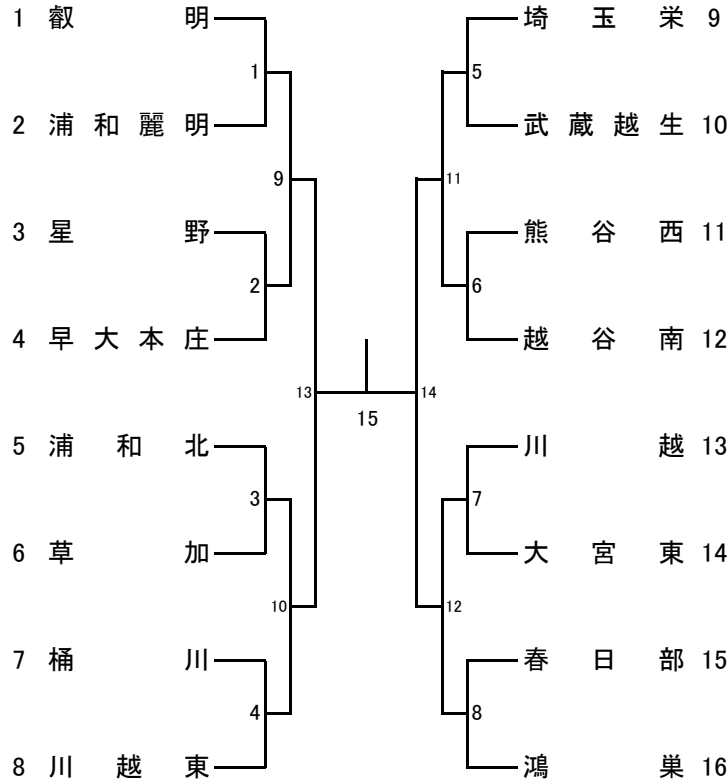 1 叡明
1
2 浦和麗明
9
3 星野
2
4 早大本庄
13
5 浦和北
3
6 草加
10
7 桶川
4
8 川越東
15
埼玉栄 9
5
武蔵越生 10
11
熊谷西 11
6
越谷南 12
14
川越 13
7
大宮東 14
12
春日部 15
8
鴻巣 16